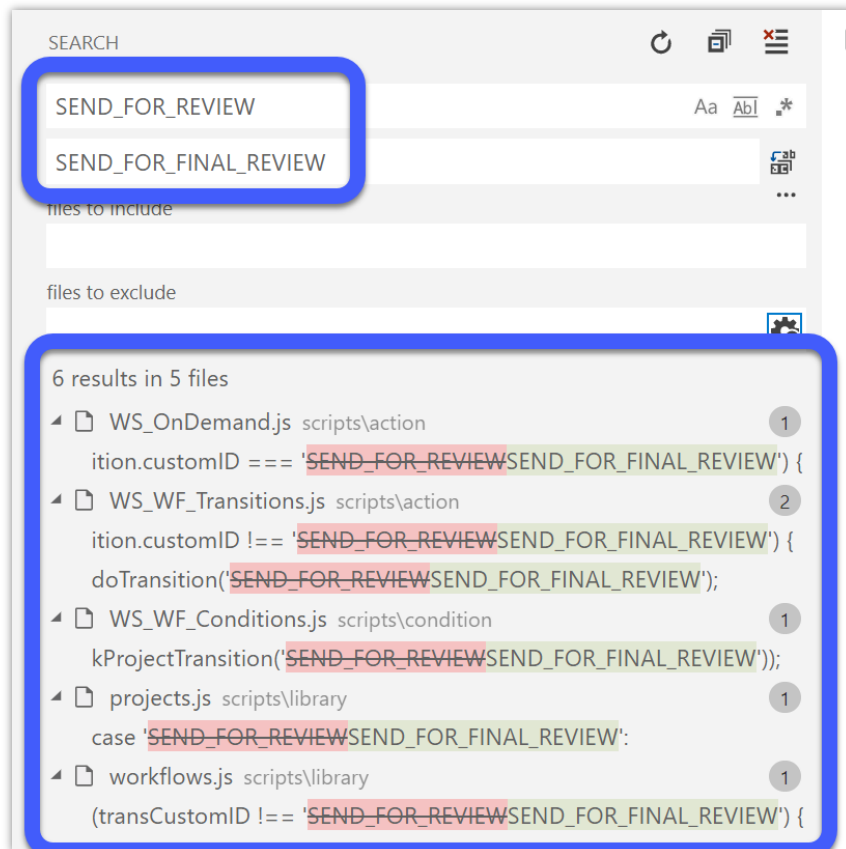 SEARCH
SEND_FOR_REVIEW Aa Abl .*
SEND_FOR_FINAL_REVIEW
...
files to include
files to exclude
6 results in 5 files
WS_OnDemand.js scripts\action 1
ition.customID === 'SEND_FOR_REVIEWSEND_FOR_FINAL_REVIEW') {
WS_WF_Transitions.js scripts\action 2
ition.customID !== 'SEND_FOR_REVIEWSEND_FOR_FINAL_REVIEW') {
doTransition('SEND_FOR_REVIEWSEND_FOR_FINAL_REVIEW');
WS_WF_Conditions.js scripts\condition 1
kProjectTransition('SEND_FOR_REVIEWSEND_FOR_FINAL_REVIEW'));
projects.js scripts\library 1
case 'SEND_FOR_REVIEWSEND_FOR_FINAL_REVIEW':
workflows.js scripts\library 1
(transCustomID !== 'SEND_FOR_REVIEWSEND_FOR_FINAL_REVIEW') {